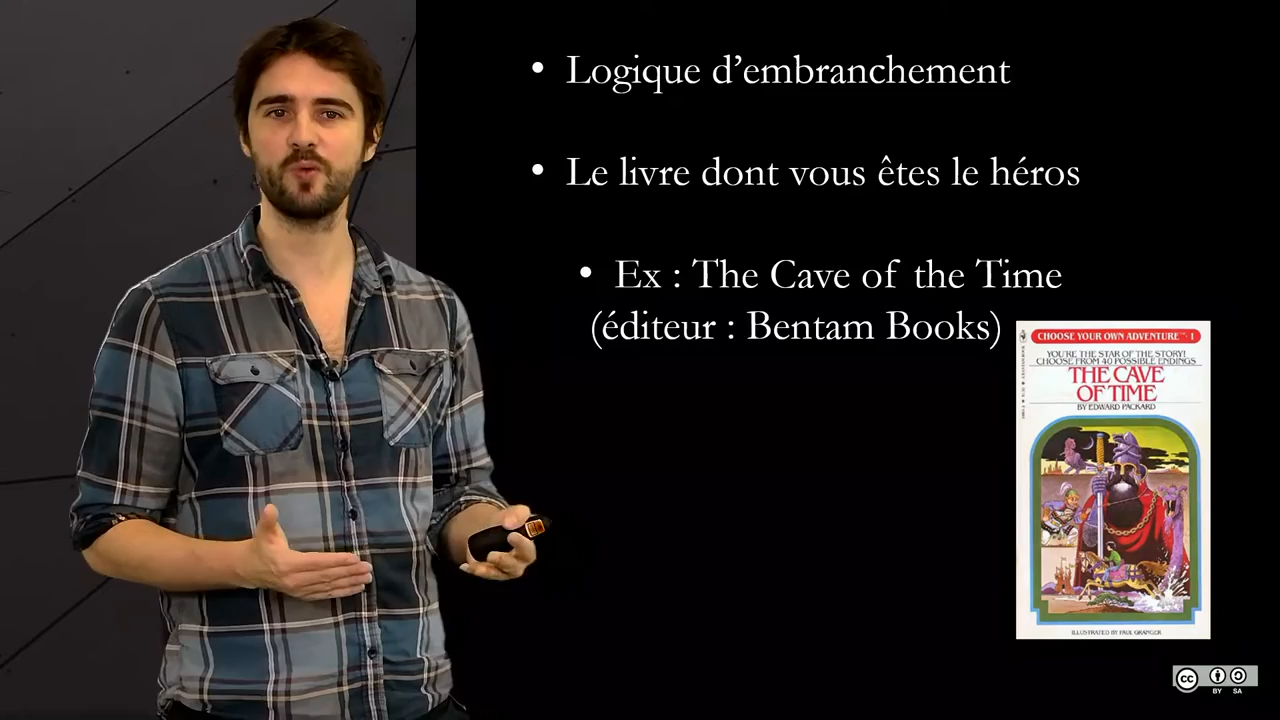 • Logique d’embranchement
• Le livre dont vous êtes le héros
• Ex : The Cave of the Time
(éditeur : Bentam Books)
CHOOSE YOUR OWN ADVENTURE™ 1
YOU'RE THE STAR OF THE STORY!
CHOOSE FROM 40 POSSIBLE ENDINGS
THE CAVE
OF TIME
BY EDWARD PACKARD
ILLUSTRATED BY PAUL GRANGER
cc
BY SA